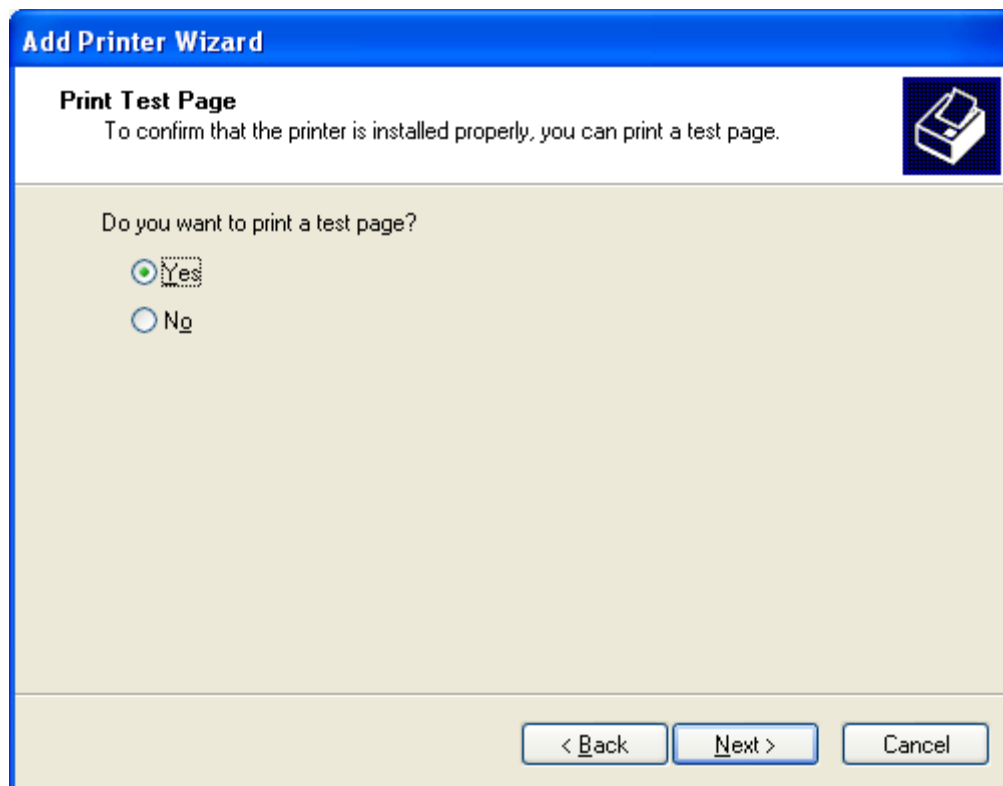 Add Printer Wizard
Print Test Page
To confirm that the printer is installed properly, you can print a test page.
Do you want to print a test page?
Yes
No
< Back Next > Cancel